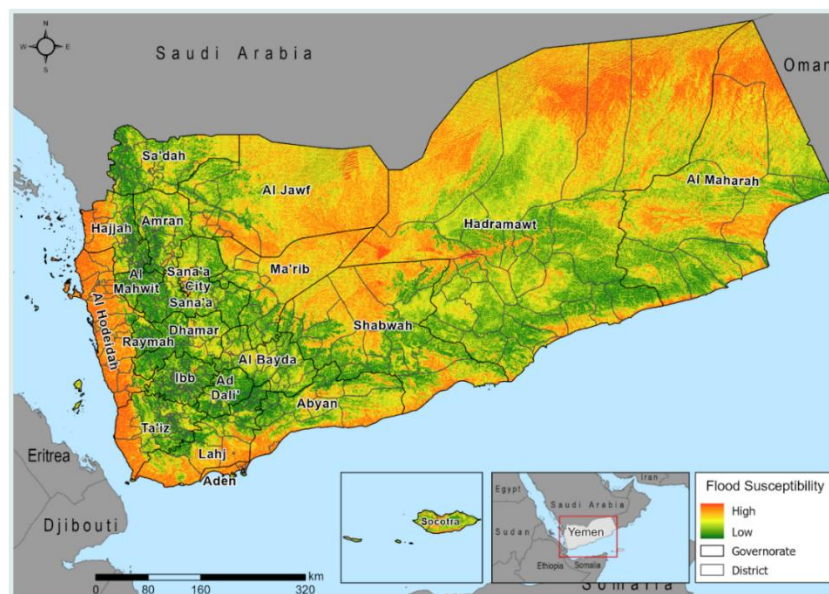 N
W E
S
Saudi Arabia
Oman
Sa'dah
Al Jawf
Al Maharah
Hajjah
Amran
Hadramawt
Ma'rib
Al
Mahwit
Sana'a
City
Sana'a
Al Hodeidah
Raymah
Dhamar
Shabwah
Al Bayda
Ibb
Ad
Dali'
Abyan
Ta'iz
Lahj
Aden
Eritrea
Djibouti
Socotra
Egypt
Iran
Saudi Arabia
Sudan
Yemen
Ethiopia
Somalia
Somalia
Flood Susceptibility
High
Low
Governorate
District
km
0 80 160 320